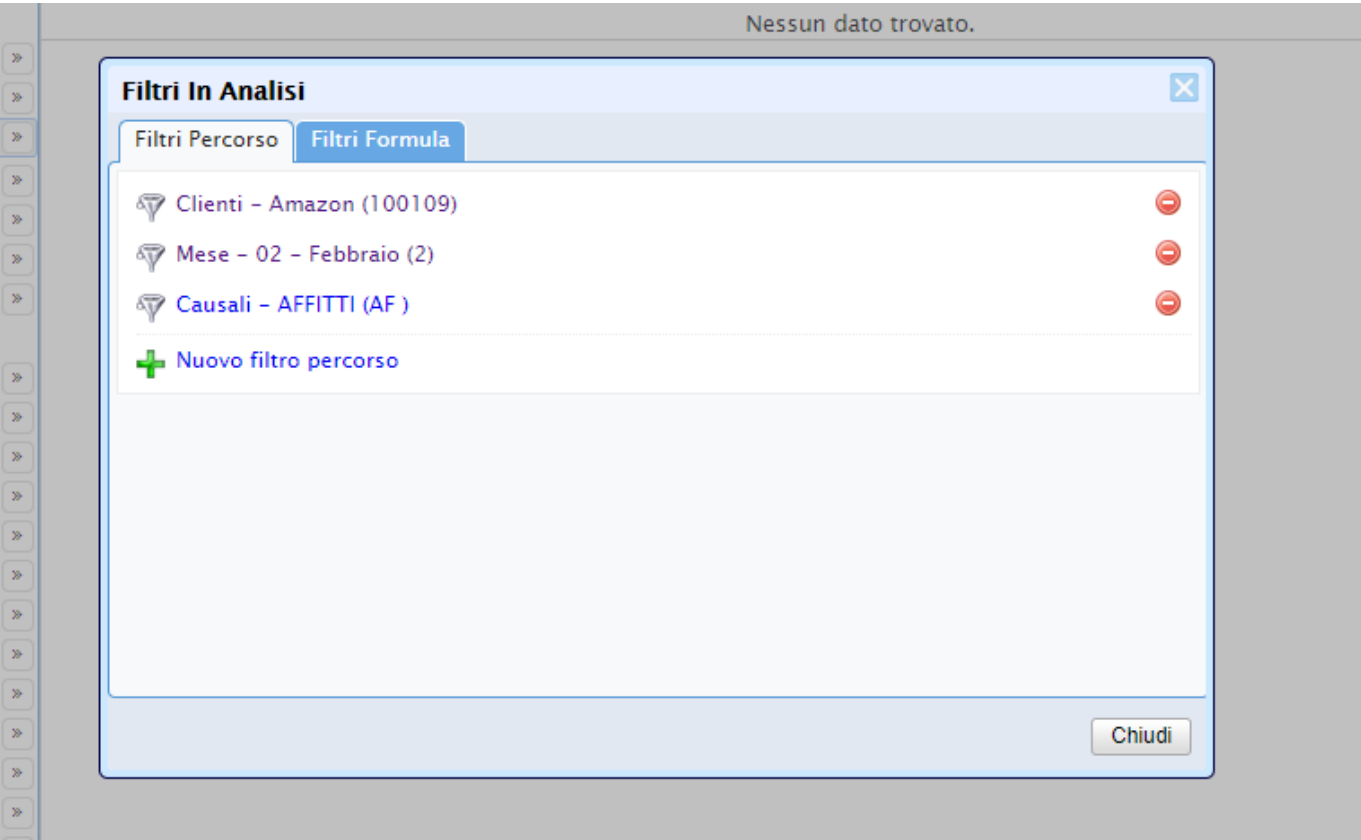 Nessun dato trovato.
Filtri In Analisi
Filtri Percorso Filtri Formula
Clienti – Amazon (100109)
Mese – 02 – Febbraio (2)
Causali – AFFITTI (AF )
Nuovo filtro percorso
Chiudi